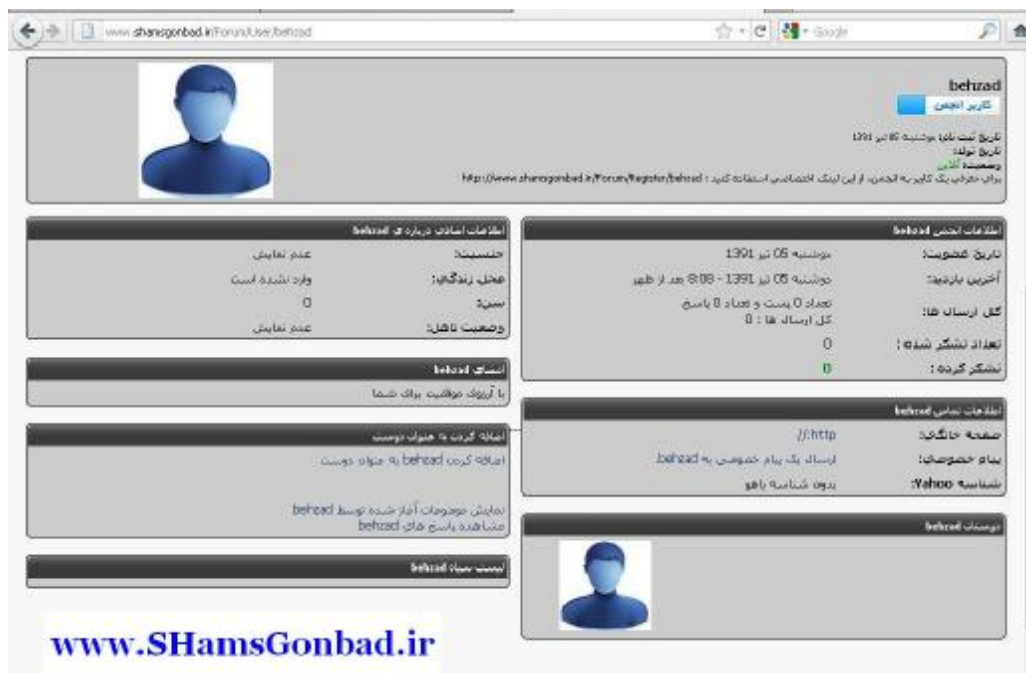 www.shamsgonbad.ir/Forum/User/behzad
Google
behzad
کاربر انجمن
تاریخ ثبت نام: دوشنبه 05 تیر 1391
تاریخ تولد:
وضعیت: آنلاین
برای معرفی یک کاربر به انجمن، از این لینک اختصاصی استفاده کنید : http://www.shamsgonbad.ir/Forum/Register/behzad
اطلاعات انجمن behzad
تاریخ عضویت: دوشنبه 05 تیر 1391
آخرین بازدید: دوشنبه 05 تیر 1391 - 8:08 بعد از ظهر
کل ارسال ها: تعداد 0 پست و تعداد 8 پاسخ
کل ارسال ها : 8
تعداد تشکر شده : 0
تشکر کرده : 0
اطلاعات تماس behzad
صفحه خانگی: http://
پیام خصوصی: ارسال یک پیام خصوصی به behzad.
شناسه Yahoo: بدون شناسه یاهو
دوستان behzad
اطلاعات اضافی درباره ی behzad
جنسیت: عدم نمایش
محل زندگی: وارد نشده است
سن: 0
وضعیت تاهل: عدم نمایش
امضای behzad
با آرزوی موفقیت برای شما
اضافه کردن به عنوان دوست
اضافه کردن behzad به عنوان دوست
نمایش موضوعات آغاز شده توسط behzad
مشاهده پاسخ های behzad
لیست سیاه behzad
www.SHamsGonbad.ir